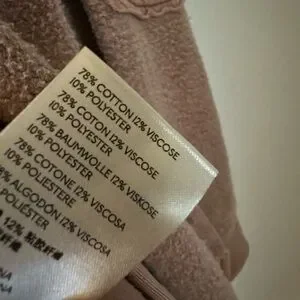 78% COTTON 12% VISCOSE
10% POLYESTER
78% COTON 12% VISCOSE
10% POLYESTER
78% BAUMWOLLE 12% VISKOSE
10% POLYESTER
78% COTONE 12% VISCOSA
10% POLIESTERE
ALGODÓN 12% VISCOSA
POLIÉSTER
12%